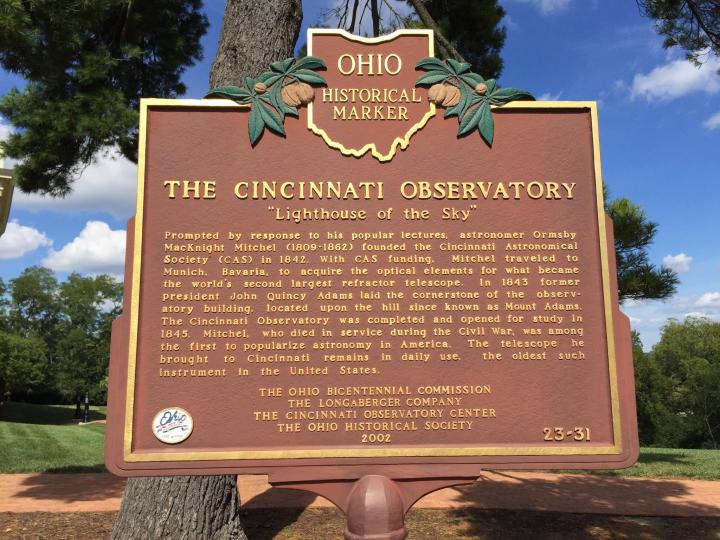 OHIO
HISTORICAL
MARKER
THE CINCINNATI OBSERVATORY
"Lighthouse of the Sky"
Prompted by response to his popular lectures, astronomer Ormsby
MacKnight Mitchel (1809-1862) founded the Cincinnati Astronomical
Society (CAS) in 1842. With CAS funding, Mitchel traveled to
Munich, Bavaria, to acquire the optical elements for what became
the world's second largest refractor telescope. In 1843 former
president John Quincy Adams laid the cornerstone of the observ-
atory building, located upon the hill since known as Mount Adams.
The Cincinnati Observatory was completed and opened for study in
1845. Mitchel, who died in service during the Civil War, was among
the first to popularize astronomy in America. The telescope he
brought to Cincinnati remains in daily use, the oldest such
instrument in the United States.
THE OHIO BICENTENNIAL COMMISSION
THE LONGABERGER COMPANY
THE CINCINNATI OBSERVATORY CENTER
THE OHIO HISTORICAL SOCIETY
2002
23-31
Ohio